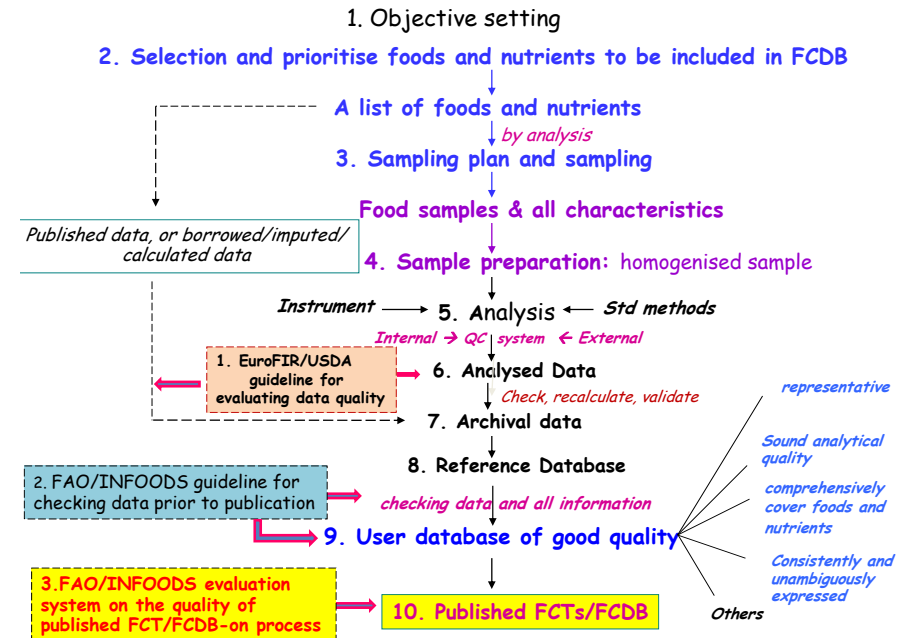 1. Objective setting
2. Selection and prioritise foods and nutrients to be included in FCDB
A list of foods and nutrients
by analysis
3. Sampling plan and sampling
Food samples & all characteristics
Published data, or borrowed/imputed/
calculated data
4. Sample preparation: homogenised sample
Instrument
5. Analysis
Std methods
Internal → QC system ← External
1. EuroFIR/USDA
guideline for
evaluating data quality
6. Analysed Data
Check, recalculate, validate
7. Archival data
8. Reference Database
2. FAO/INFOODS guideline for
checking data prior to publication
checking data and all information
9. User database of good quality
representative
Sound analytical
quality
comprehensively
cover foods and
nutrients
Consistently and
unambiguously
expressed
Others
3.FAO/INFOODS evaluation
system on the quality of
published FCT/FCDB-on process
10. Published FCTs/FCDB